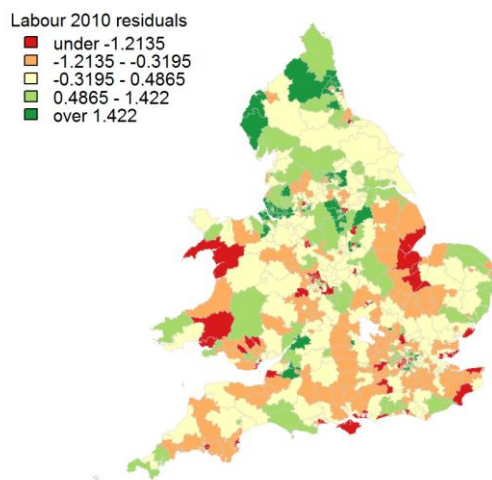 Labour 2010 residuals
under -1.2135
-1.2135 - -0.3195
-0.3195 - 0.4865
0.4865 - 1.422
over 1.422